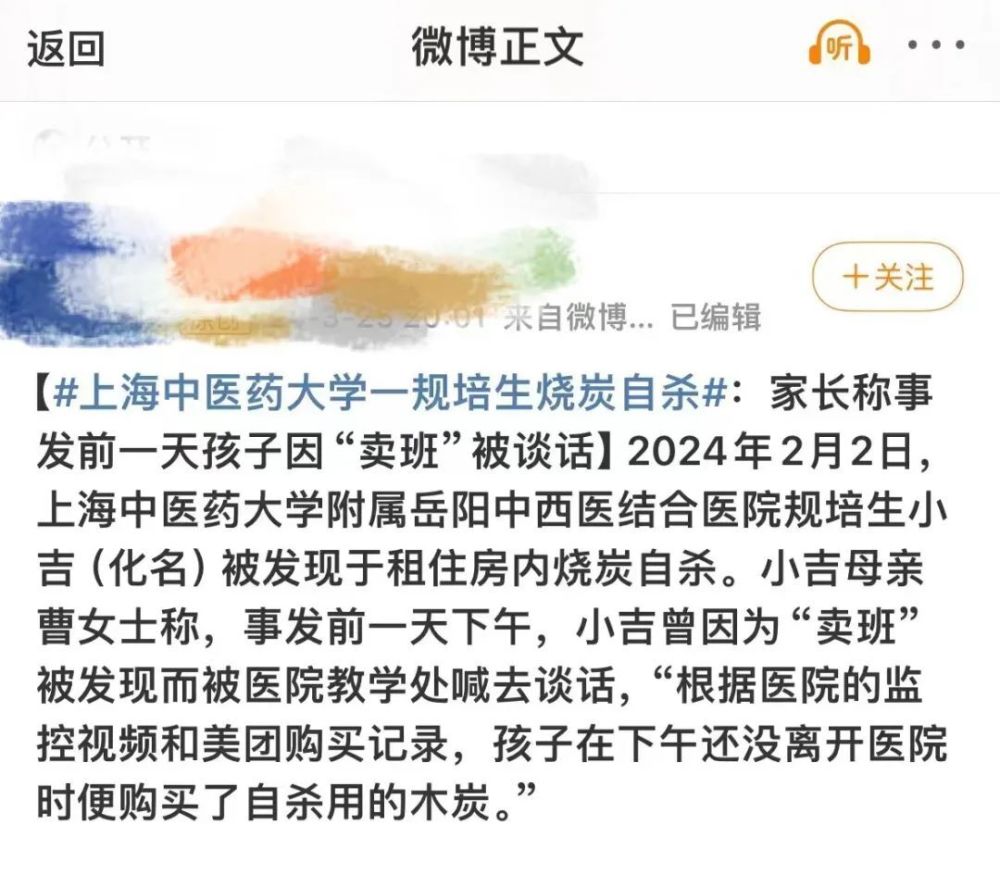 返回
微博正文
听
+关注
来自微博... 已编辑
【#上海中医药大学一规培生烧炭自杀#：家长称事
发前一天孩子因“卖班”被谈话】2024年2月2日，
上海中医药大学附属岳阳中西医结合医院规培生小
吉（化名）被发现于租住房内烧炭自杀。小吉母亲
曹女士称，事发前一天下午，小吉曾因为“卖班”
被发现而被医院教学处喊去谈话，“根据医院的监
控视频和美团购买记录，孩子在下午还没离开医院
时便购买了自杀用的木炭。”